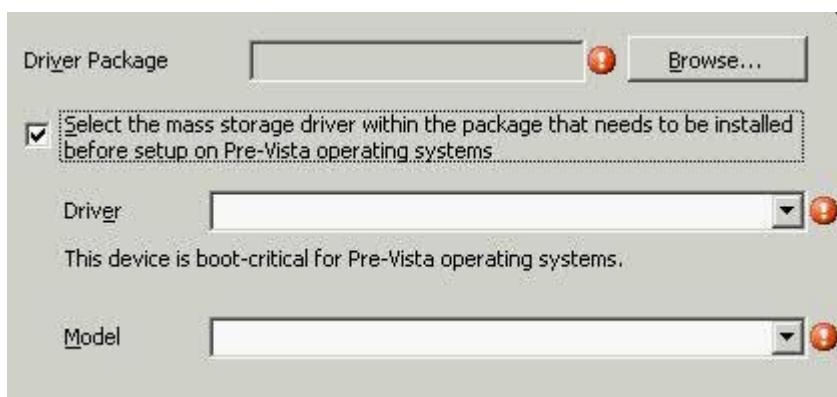 Driver Package
Browse...
Select the mass storage driver within the package that needs to be installed
before setup on Pre-Vista operating systems
Driver
This device is boot-critical for Pre-Vista operating systems.
Model